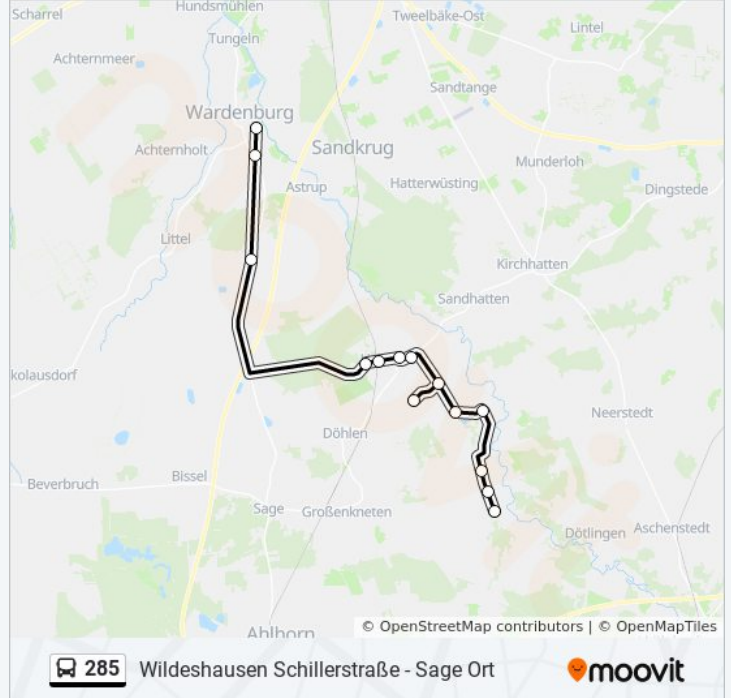 Scharrel
Hundsmühlen
Tweelbäke-Ost
Lintel
Tungeln
Achternmeer
Sandtange
Wardenburg
Sandkrug
Achternholt
Munderloh
Astrup
Hatterwüsting
Dingstede
Littel
Kirchhatten
Sandhatten
kolausdorf
Neerstedt
Döhlen
Bissel
Beverbruch
Sage
Großenkneten
Dötlingen
Aschenstedt
Ahlhorn
© OpenStreetMap contributors | © OpenMapTiles
285 Wildeshausen Schillerstraße - Sage Ort
moovit